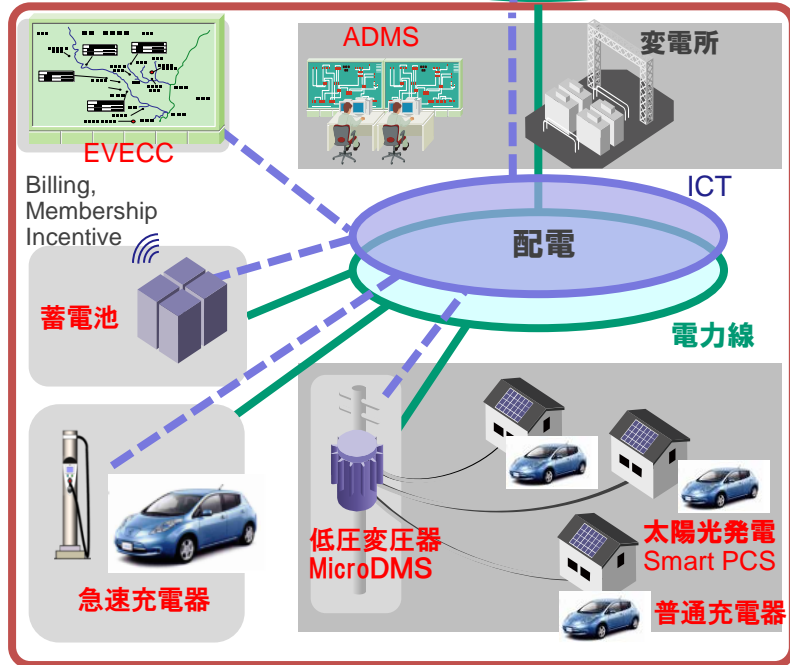 ADMS
変電所
EVECC
Billing,
Membership
Incentive
ICT
配電
蓄電池
電力線
低圧変圧器
MicroDMS
太陽光発電
Smart PCS
急速充電器
普通充電器